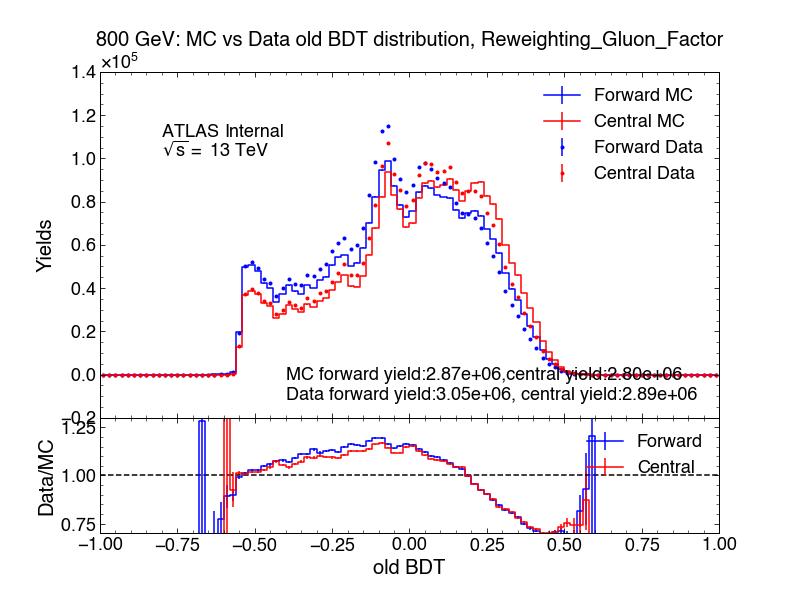 800 GeV: MC vs Data old BDT distribution, Reweighting_Gluon_Factor
×10⁵
1.4
1.2
1.0
0.8
0.6
0.4
0.2
0.0
−0.2
Yields
ATLAS Internal
√s = 13 TeV
Forward MC
Central MC
Forward Data
Central Data
MC forward yield:2.87e+06,central yield:2.80e+06
Data forward yield:3.05e+06, central yield:2.89e+06
1.25
1.00
0.75
Data/MC
Forward
Central
−1.00 −0.75 −0.50 −0.25 0.00 0.25 0.50 0.75 1.00
old BDT